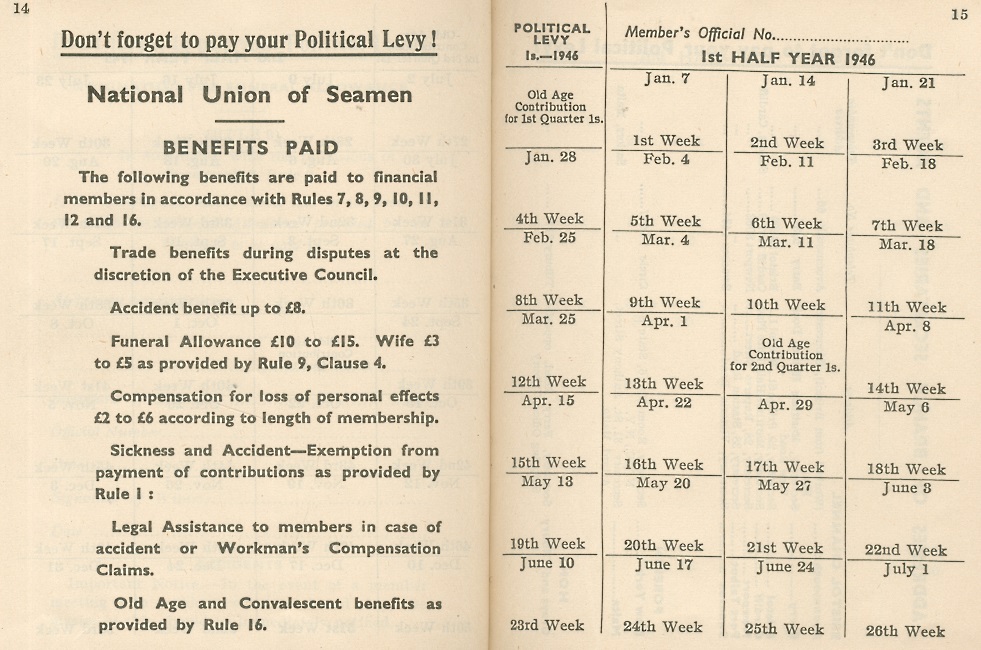 14
Don't forget to pay your Political Levy!
National Union of Seamen
BENEFITS PAID
The following benefits are paid to financial
members in accordance with Rules 7, 8, 9, 10, 11,
12 and 16.
Trade benefits during disputes at the
discretion of the Executive Council.
Accident benefit up to £8.
Funeral Allowance £10 to £15. Wife £3
to £5 as provided by Rule 9, Clause 4.
Compensation for loss of personal effects
£2 to £6 according to length of membership.
Sickness and Accident—Exemption from
payment of contributions as provided by
Rule 1 :
Legal Assistance to members in case of
accident or Workman's Compensation
Claims.
Old Age and Convalescent benefits as
provided by Rule 16.
15
POLITICAL
LEVY
1s.—1946
Member's Official No..............................
1st HALF YEAR 1946
Old Age
Contribution
for 1st Quarter 1s.
Jan. 7 Jan. 14 Jan. 21
1st Week 2nd Week 3rd Week
Jan. 28 Feb. 4 Feb. 11 Feb. 18
4th Week 5th Week 6th Week 7th Week
Feb. 25 Mar. 4 Mar. 11 Mar. 18
8th Week 9th Week 10th Week 11th Week
Mar. 25 Apr. 1 Apr. 8
Old Age
Contribution
for 2nd Quarter 1s.
12th Week 13th Week 14th Week
Apr. 15 Apr. 22 Apr. 29 May 6
15th Week 16th Week 17th Week 18th Week
May 13 May 20 May 27 June 3
19th Week 20th Week 21st Week 22nd Week
June 10 June 17 June 24 July 1
23rd Week 24th Week 25th Week 26th Week